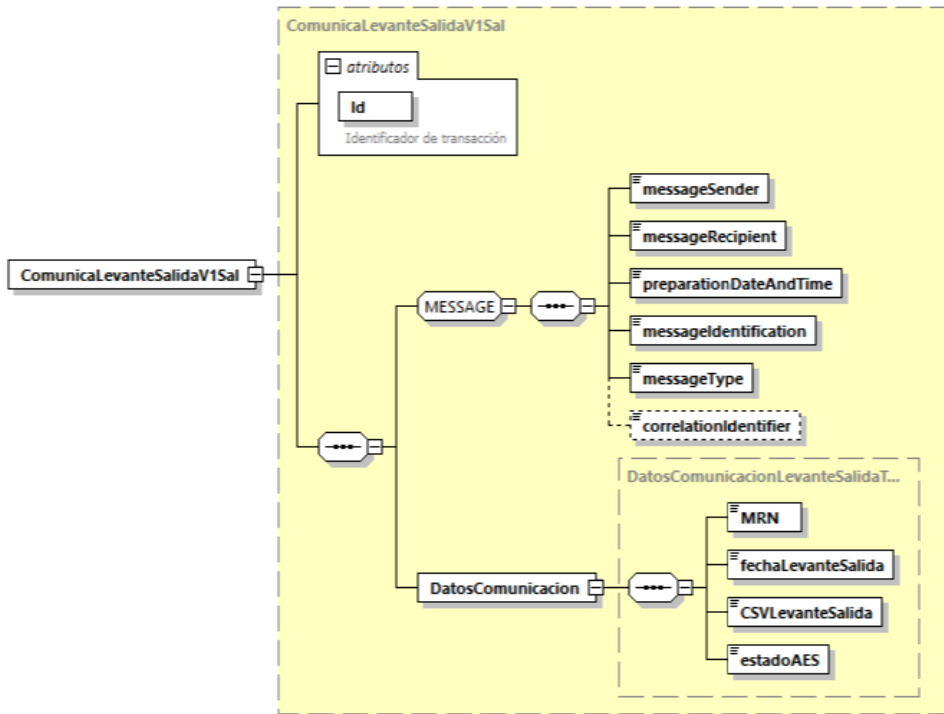 ComunicaLevanteSalidaV1Sal
atributos
Id
Identificador de transacción
messageSender
messageRecipient
preparationDateAndTime
ComunicaLevanteSalidaV1Sal
MESSAGE
messageIdentification
messageType
correlationIdentifier
DatosComunicacionLevanteSalidaT...
MRN
fechaLevanteSalida
DatosComunicacion
CSVLevanteSalida
estadoAES